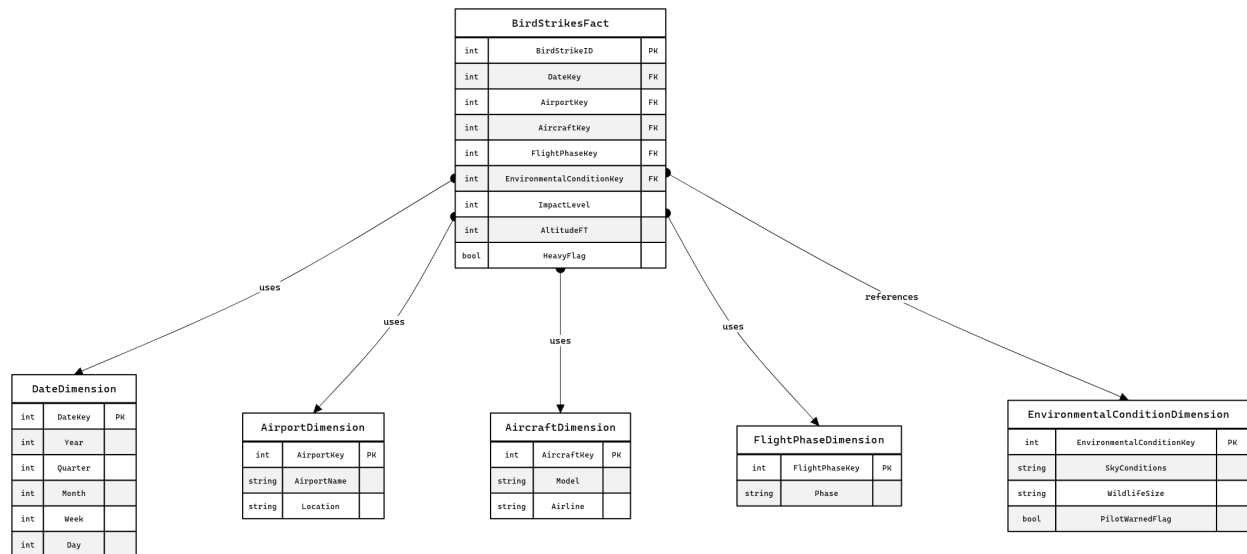 BirdStrikesFact
int BirdStrikeID PK
int DateKey FK
int AirportKey FK
int AircraftKey FK
int FlightPhaseKey FK
int EnvironmentalConditionKey FK
int ImpactLevel
int AltitudeFT
bool HeavyFlag
uses
uses
uses
uses
references
DateDimension
int DateKey PK
int Year
int Quarter
int Month
int Week
int Day
AirportDimension
int AirportKey PK
string AirportName
string Location
AircraftDimension
int AircraftKey PK
string Model
string Airline
FlightPhaseDimension
int FlightPhaseKey PK
string Phase
EnvironmentalConditionDimension
int EnvironmentalConditionKey PK
string SkyConditions
string WildlifeSize
bool PilotWarnedFlag